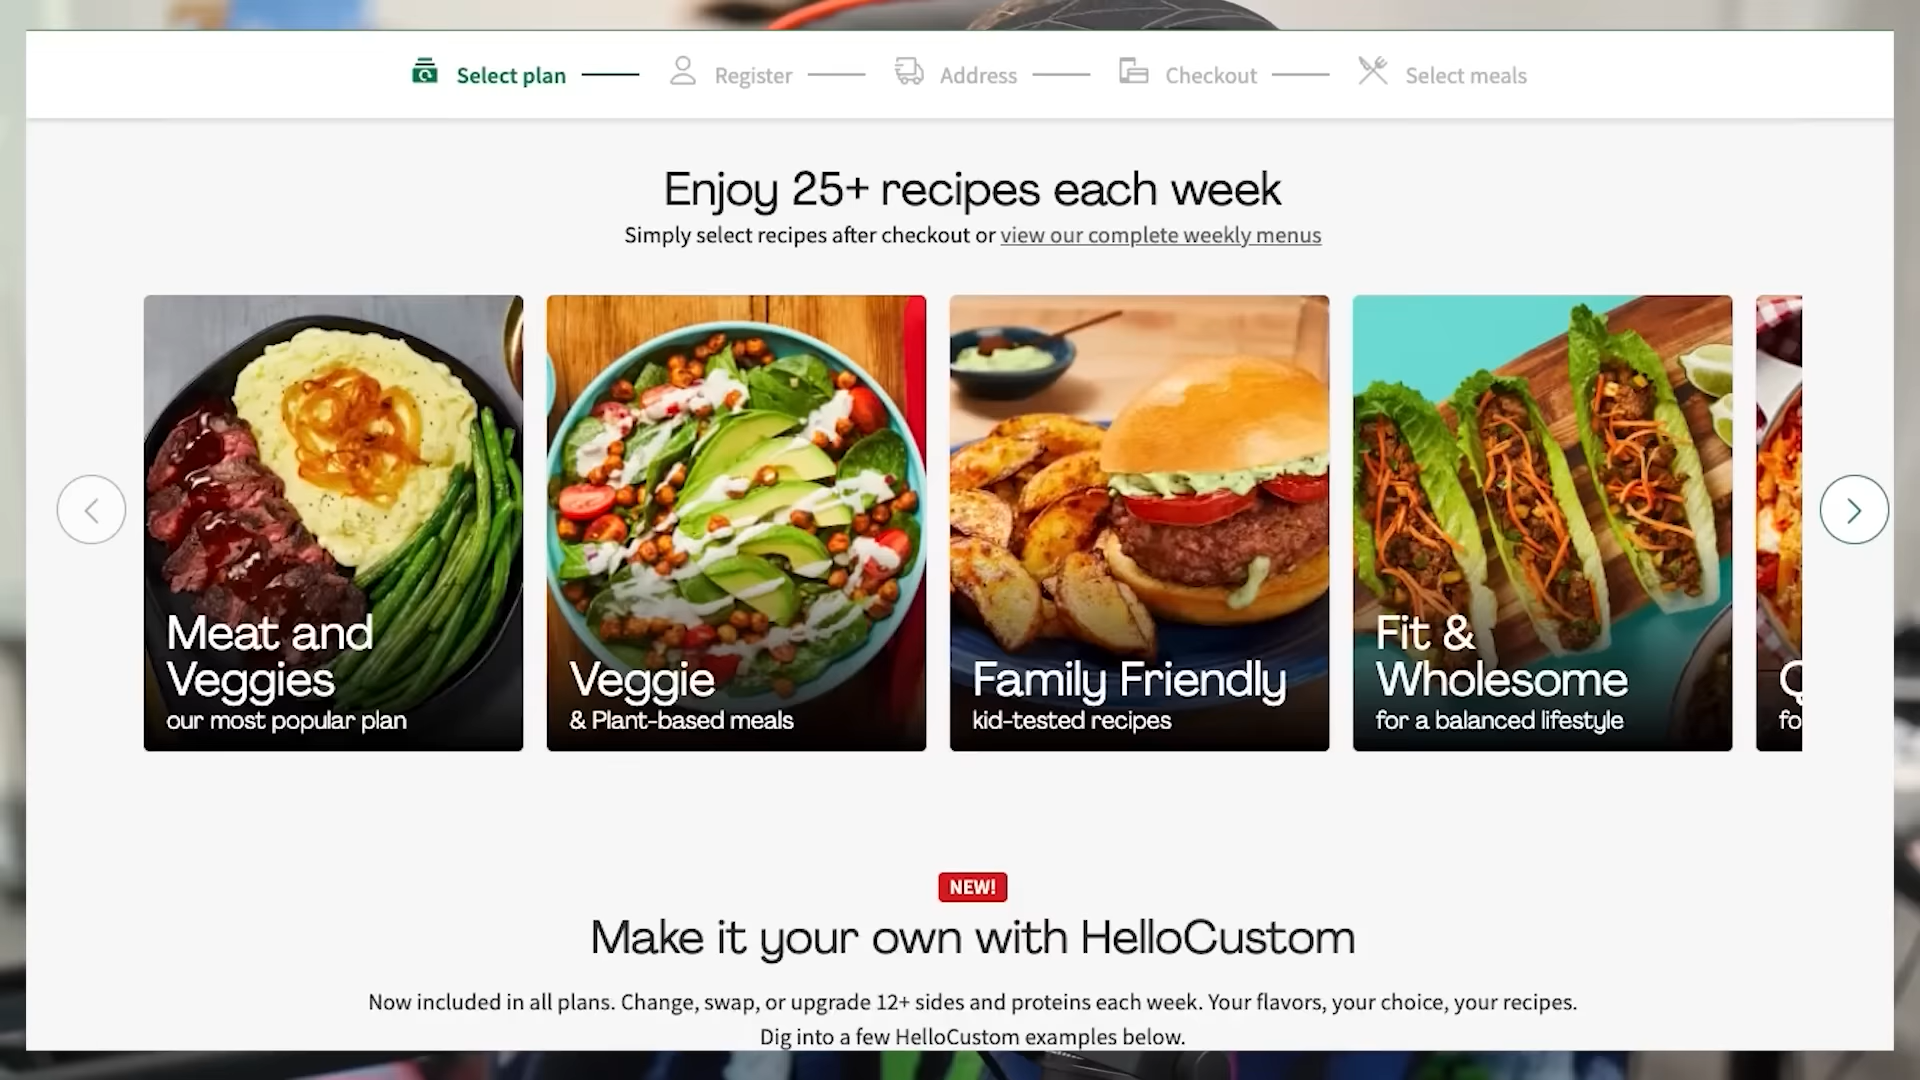 Select plan
Register
Address
Checkout
Select meals
Enjoy 25+ recipes each week
Simply select recipes after checkout or view our complete weekly menus
Meat and
Veggies
our most popular plan
Veggie
& Plant-based meals
Family Friendly
kid-tested recipes
Fit &
Wholesome
for a balanced lifestyle
NEW!
Make it your own with HelloCustom
Now included in all plans. Change, swap, or upgrade 12+ sides and proteins each week. Your flavors, your choice, your recipes.
Dig into a few HelloCustom examples below.